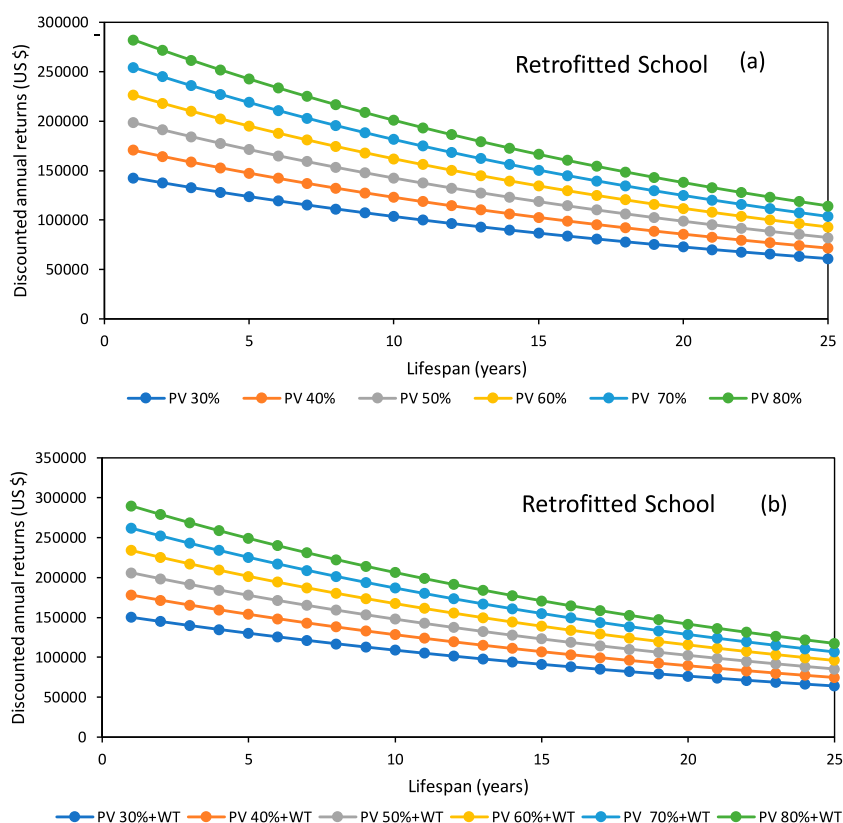 300000
250000
200000
150000
100000
50000
0
Discounted annual returns (US $)
Retrofitted School (a)
0 5 10 15 20 25
Lifespan (years)
PV 30% PV 40% PV 50% PV 60% PV 70% PV 80%
350000
300000
250000
200000
150000
100000
50000
0
Discounted annual returns (US $)
Retrofitted School (b)
0 5 10 15 20 25
Lifespan (years)
PV 30%+WT PV 40%+WT PV 50%+WT PV 60%+WT PV 70%+WT PV 80%+WT